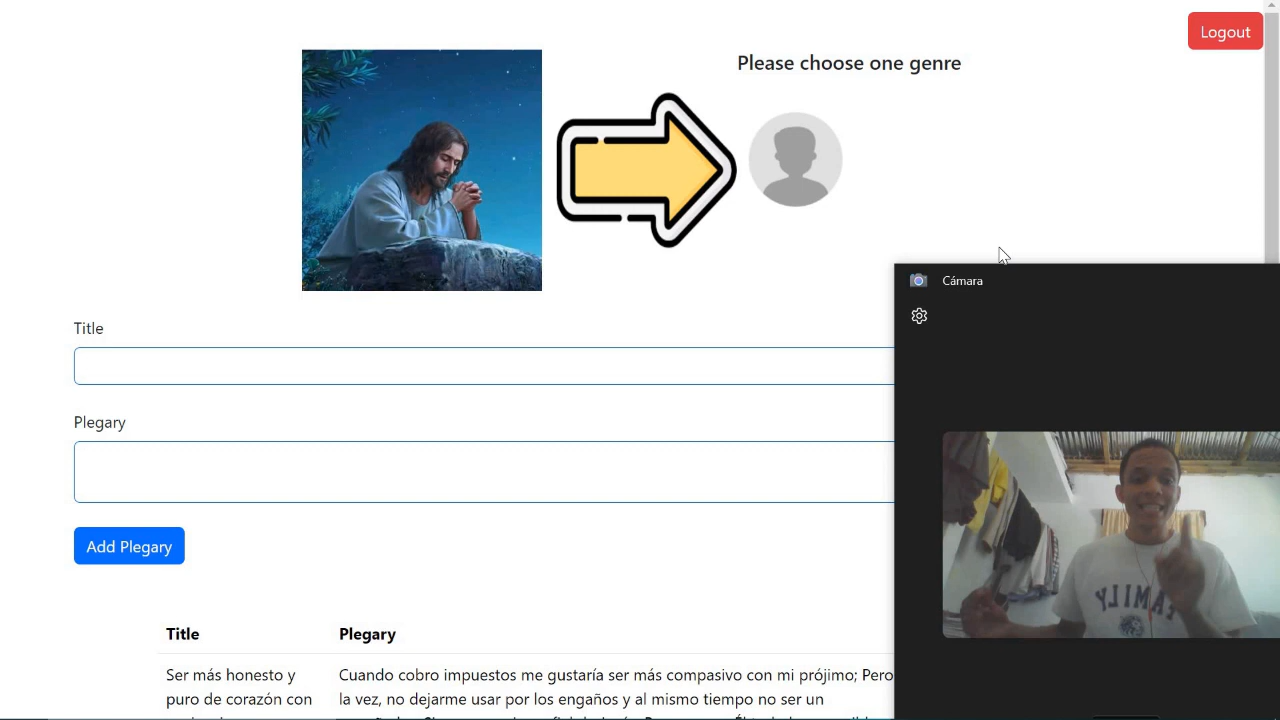 Logout
Please choose one genre
Cámara
Title
Plegary
Add Plegary
Title Plegary
Ser más honesto y Cuando cobro impuestos me gustaría ser más compasivo con mi prójimo; Pero
puro de corazón con la vez, no dejarme usar por los engaños y al mismo tiempo no ser un
FAMILY